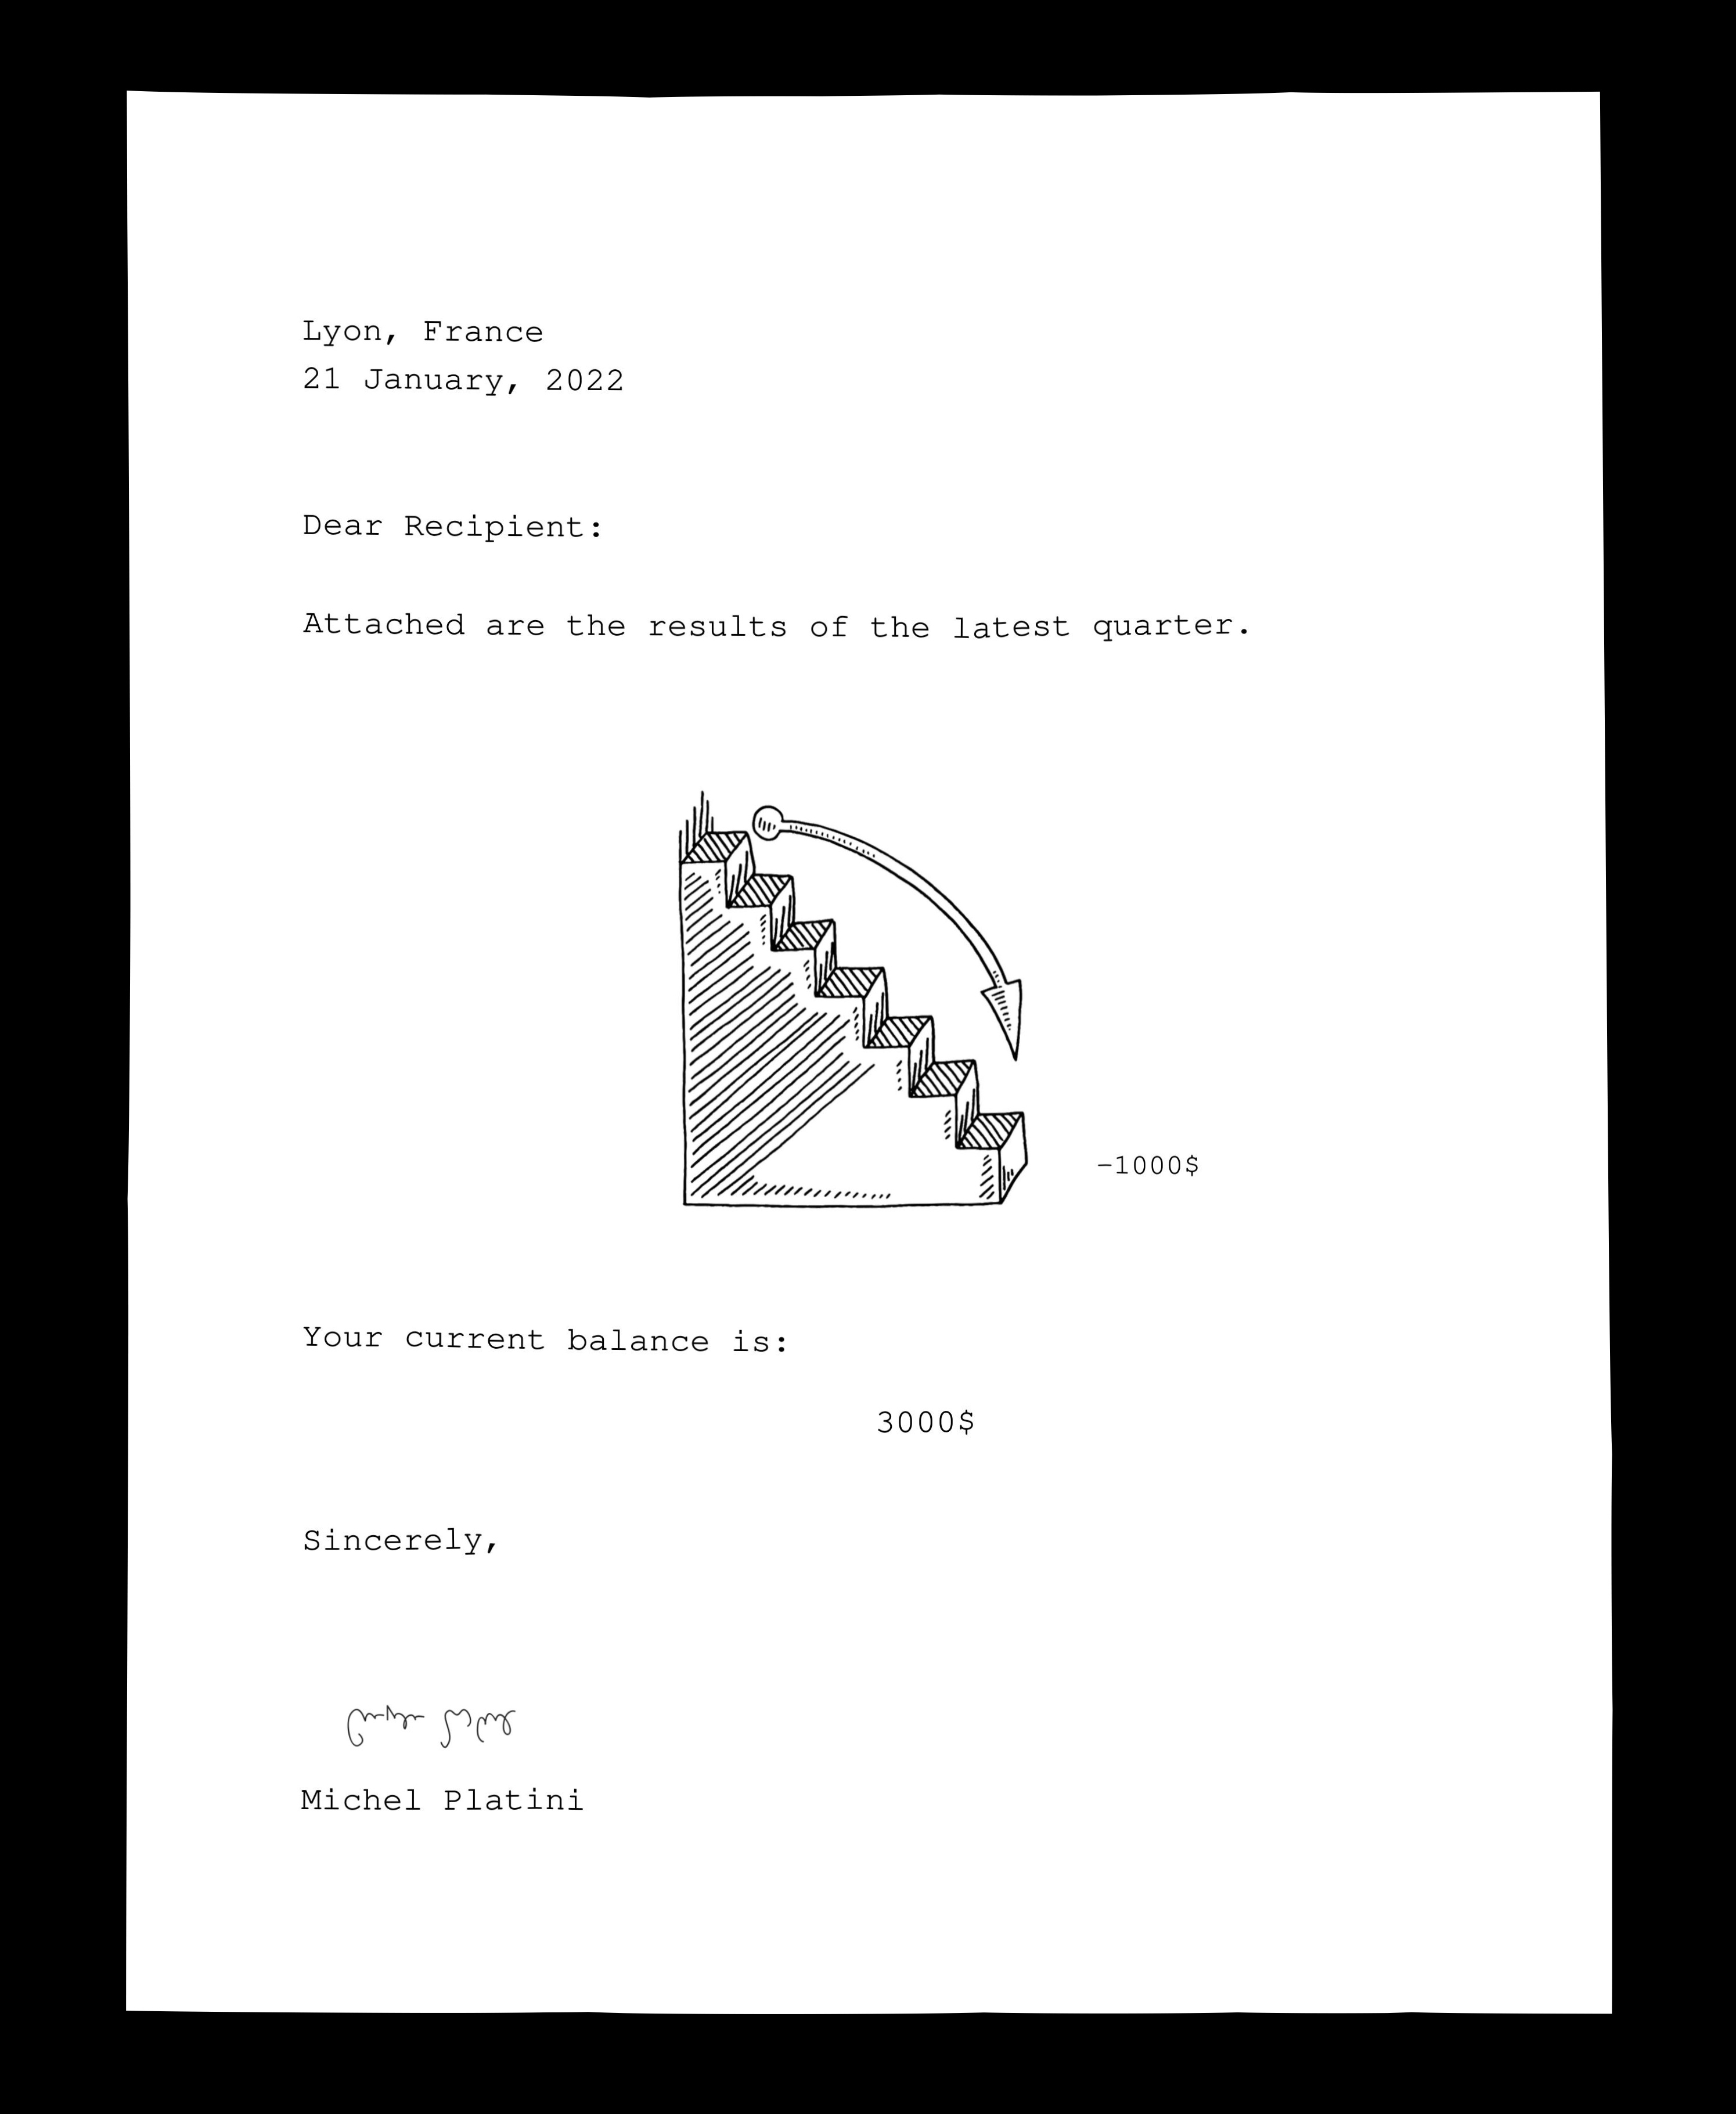 Lyon, France
21 January, 2022
Dear Recipient:
Attached are the results of the latest quarter.
-1000$
Your current balance is:
3000$
Sincerely,
Michel Platini